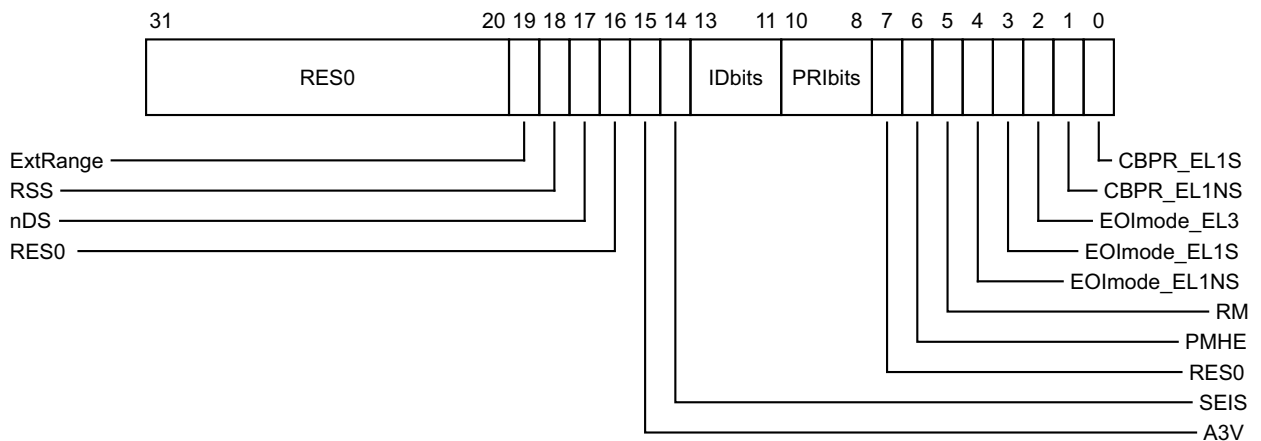 31 20 19 18 17 16 15 14 13 11 10 8 7 6 5 4 3 2 1 0
RES0 IDbits PRIbits
ExtRange CBPR_EL1S
RSS CBPR_EL1NS
nDS EOImode_EL3
RES0 EOImode_EL1S
EOImode_EL1NS
RM
PMHE
RES0
SEIS
A3V